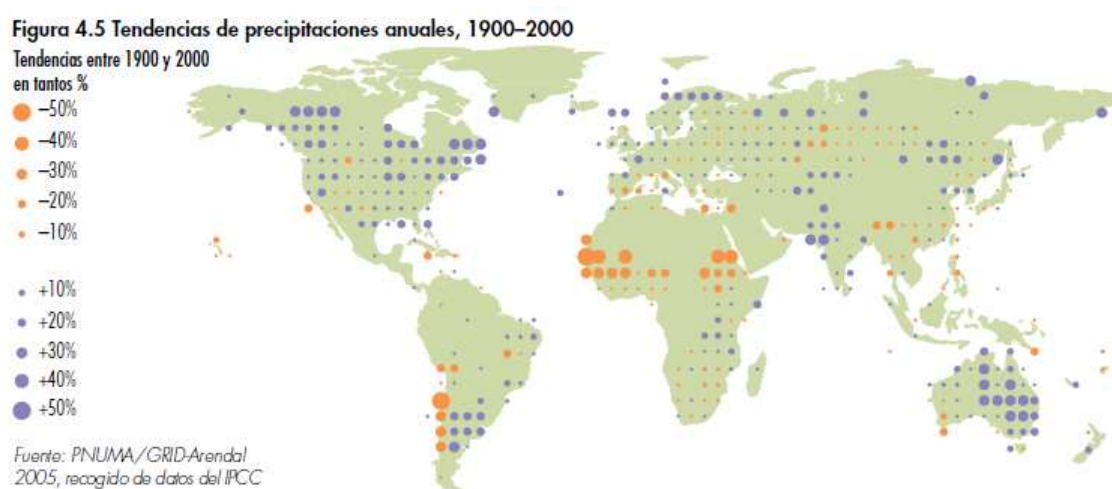 Figura 4.5 Tendencias de precipitaciones anuales, 1900–2000
Tendencias entre 1900 y 2000
en tantos %
–50%
–40%
–30%
–20%
–10%
+10%
+20%
+30%
+40%
+50%
Fuente: PNUMA/GRID-Arendal
2005, recogido de datos del IPCC